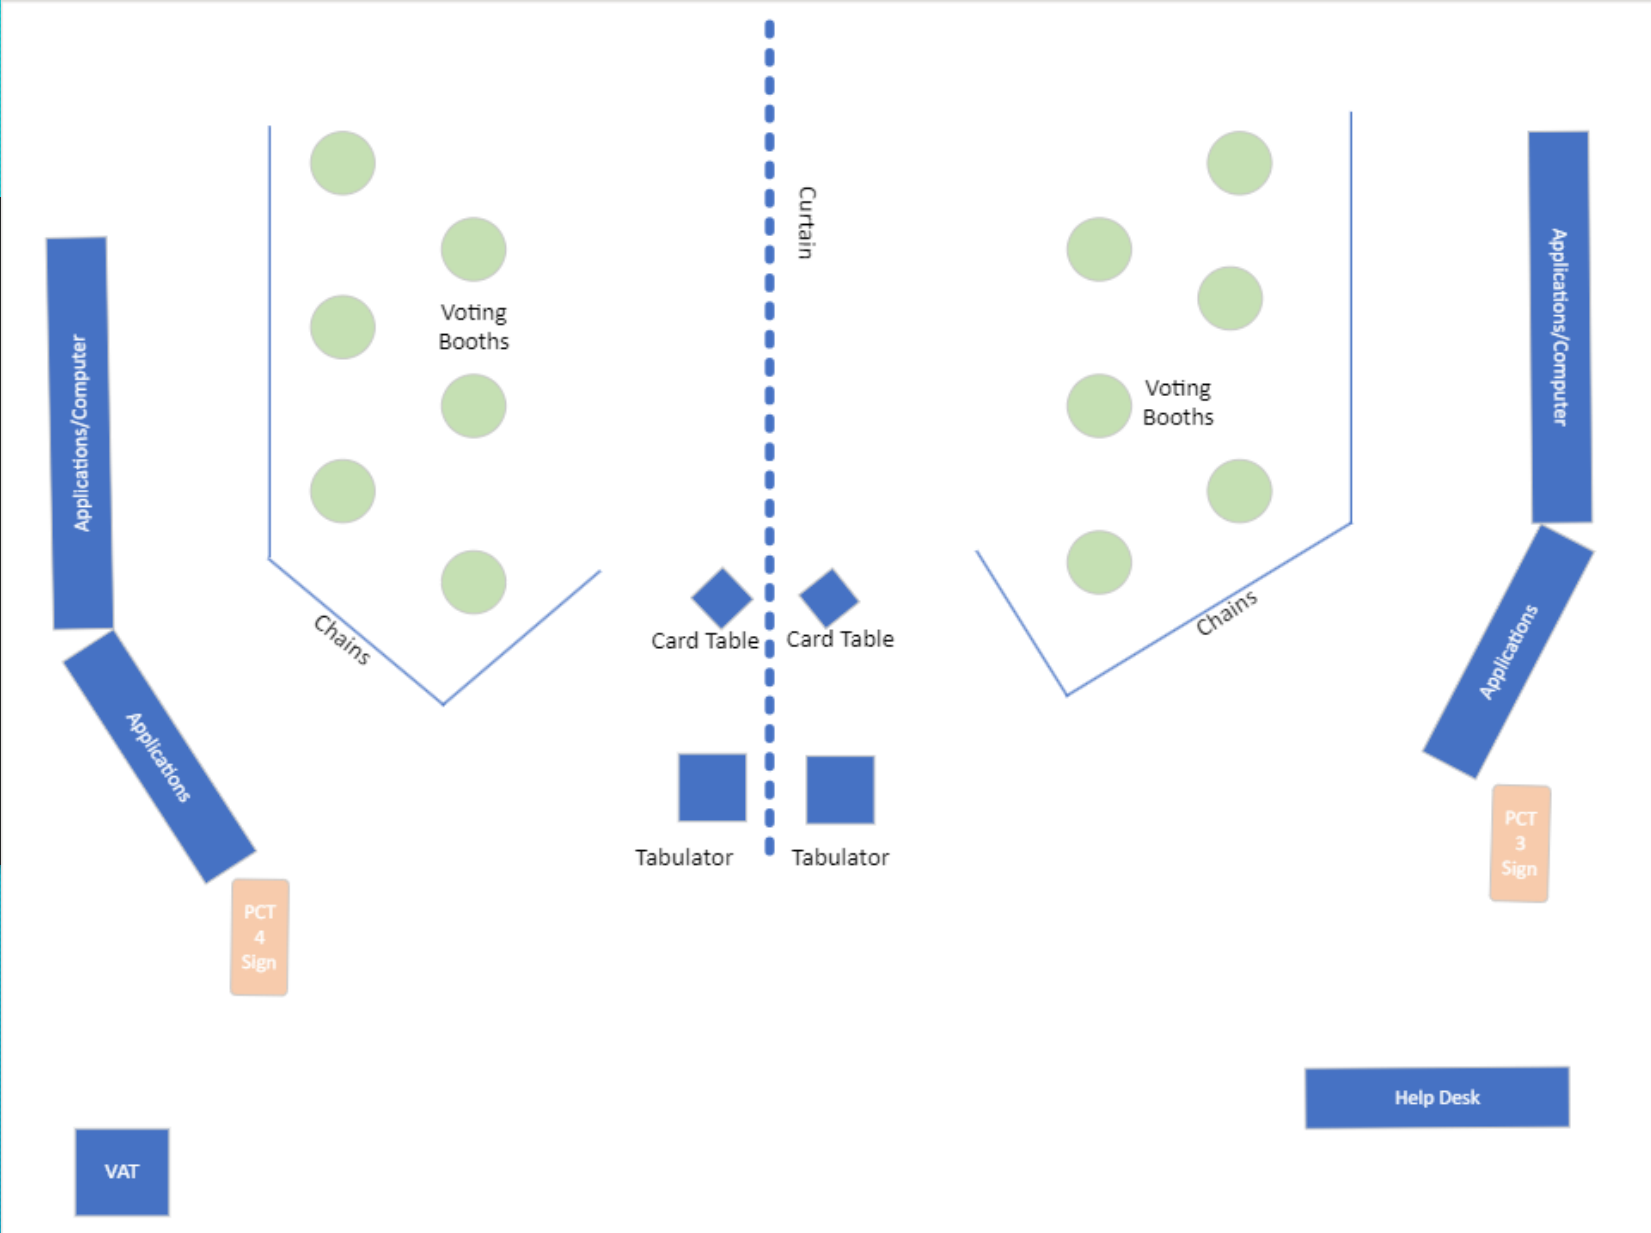 Curtain
Applications/Computer
Voting
Booths
Applications/Computer
Voting
Booths
Chains
Card Table
Card Table
Chains
Applications
Applications
Tabulator
Tabulator
PCT
3
Sign
PCT
4
Sign
Help Desk
VAT